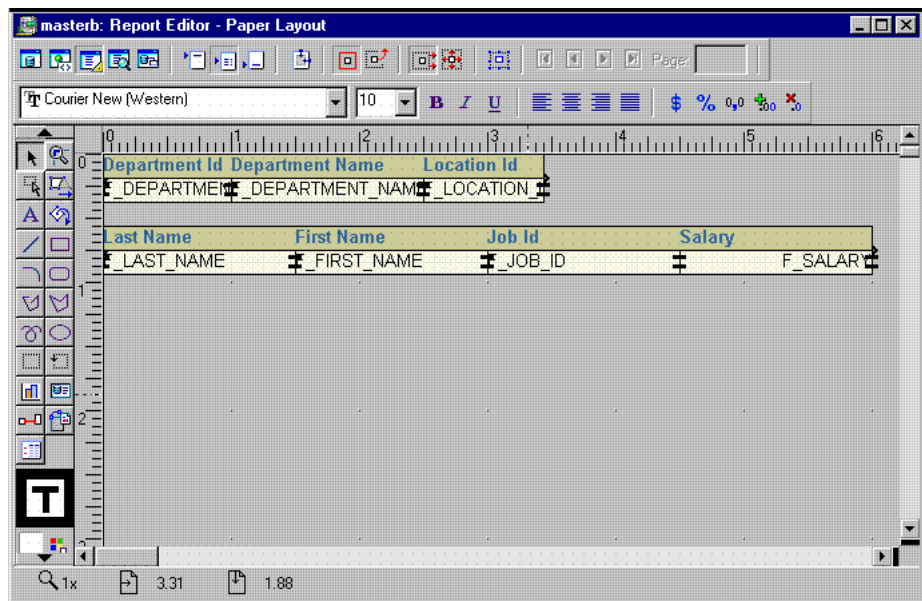 masterb: Report Editor - Paper Layout
Page:
Courier New (Western) 10 B I U $ % 0,0
0 1 2 3 4 5 6
0 Department Id Department Name Location Id
F_DEPARTMEN F_DEPARTMENT_NAM F_LOCATION_
Last Name First Name Job Id Salary
F_LAST_NAME F_FIRST_NAME F_JOB_ID F_SALARY
A
1
2
T
1x 3.31 1.88